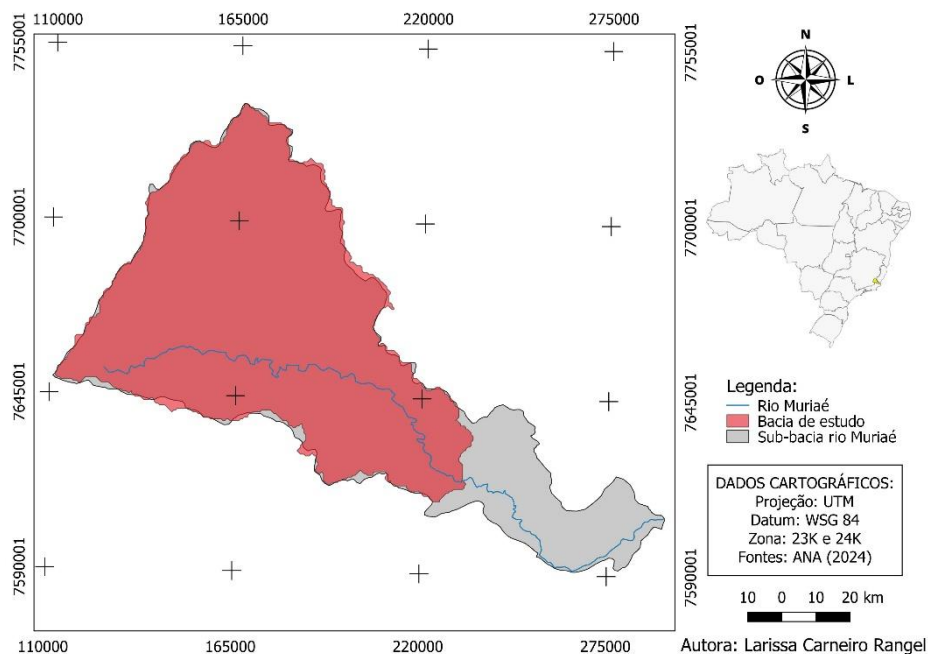 110000 165000 220000 275000
7755001 7755001
7700001 7700001
7645001 7645001
7590001 7590001
110000 165000 220000 275000
N
O L
S
Legenda:
Rio Muriaé
Bacia de estudo
Sub-bacia rio Muriaé
DADOS CARTOGRÁFICOS:
Projeção: UTM
Datum: WSG 84
Zona: 23K e 24K
Fontes: ANA (2024)
10 0 10 20 km
Autora: Larissa Carneiro Rangel